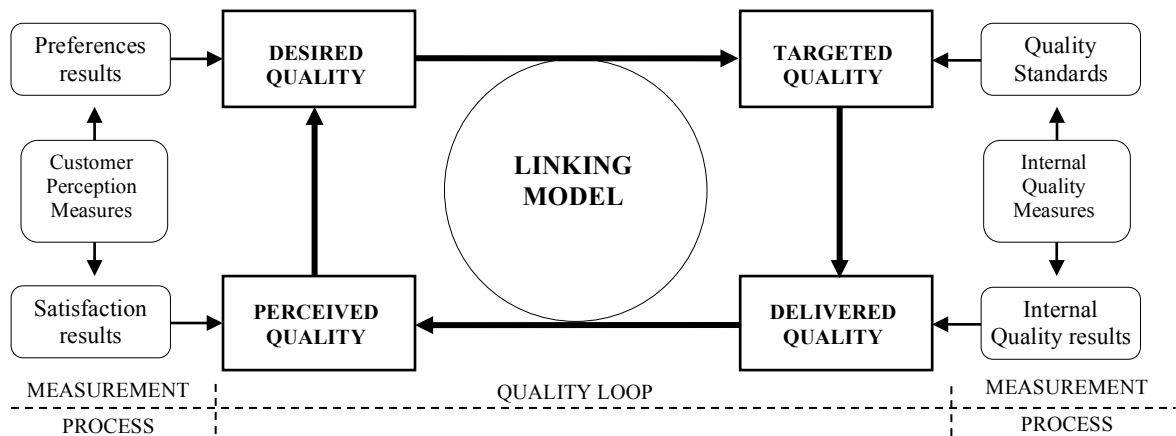 Preferences
results
DESIRED
QUALITY
TARGETED
QUALITY
Quality
Standards
Customer
Perception
Measures
LINKING
MODEL
Internal
Quality
Measures
Satisfaction
results
PERCEIVED
QUALITY
DELIVERED
QUALITY
Internal
Quality results
MEASUREMENT
QUALITY LOOP
MEASUREMENT
PROCESS
PROCESS